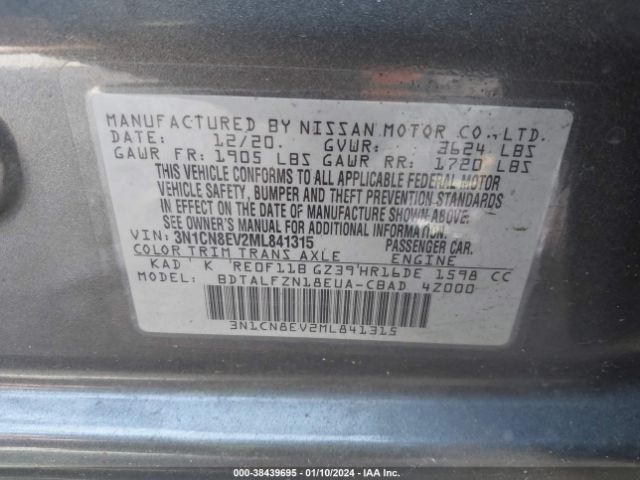 MANUFACTURED BY NISSAN MOTOR CO., LTD.
DATE: 12/20. GVWR: 3624 LBS
GAWR FR: 1905 LBS GAWR RR: 1720 LBS
THIS VEHICLE CONFORMS TO ALL APPLICABLE FEDERAL MOTOR
VEHICLE SAFETY, BUMPER AND THEFT PREVENTION STANDARDS
IN EFFECT ON THE DATE OF MANUFACTURE SHOWN ABOVE.
SEE OWNER'S MANUAL FOR ADDITIONAL INFORMATION.
VIN: 3N1CN8EV2ML841315 PASSENGER CAR.
COLOR TRIM TRANS AXLE ENGINE
KAD K RE0F11B GZ39 HR16DE 1598 CC
MODEL: BDTALFZN18EUA-CBAD 4Z000
3N1CN8EV2ML841315
000-38439695 - 01/10/2024 - IAA Inc.